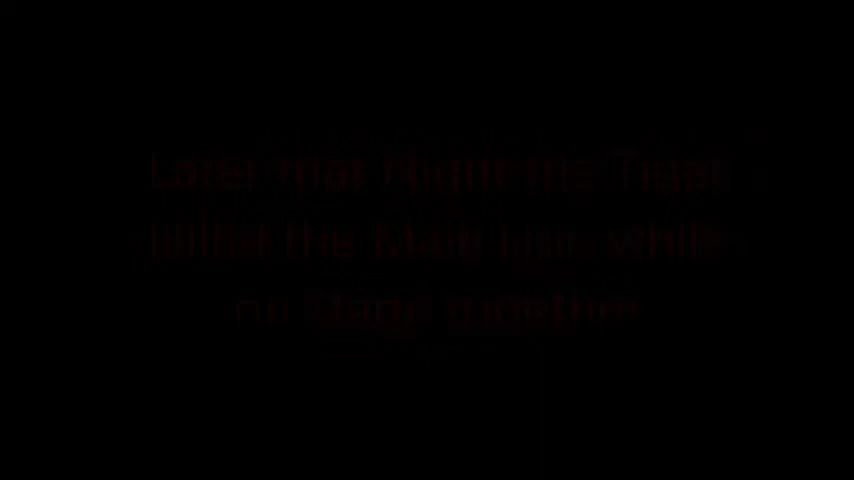 Later that Night the Tiger
killed the Male Lion while
on Stage together